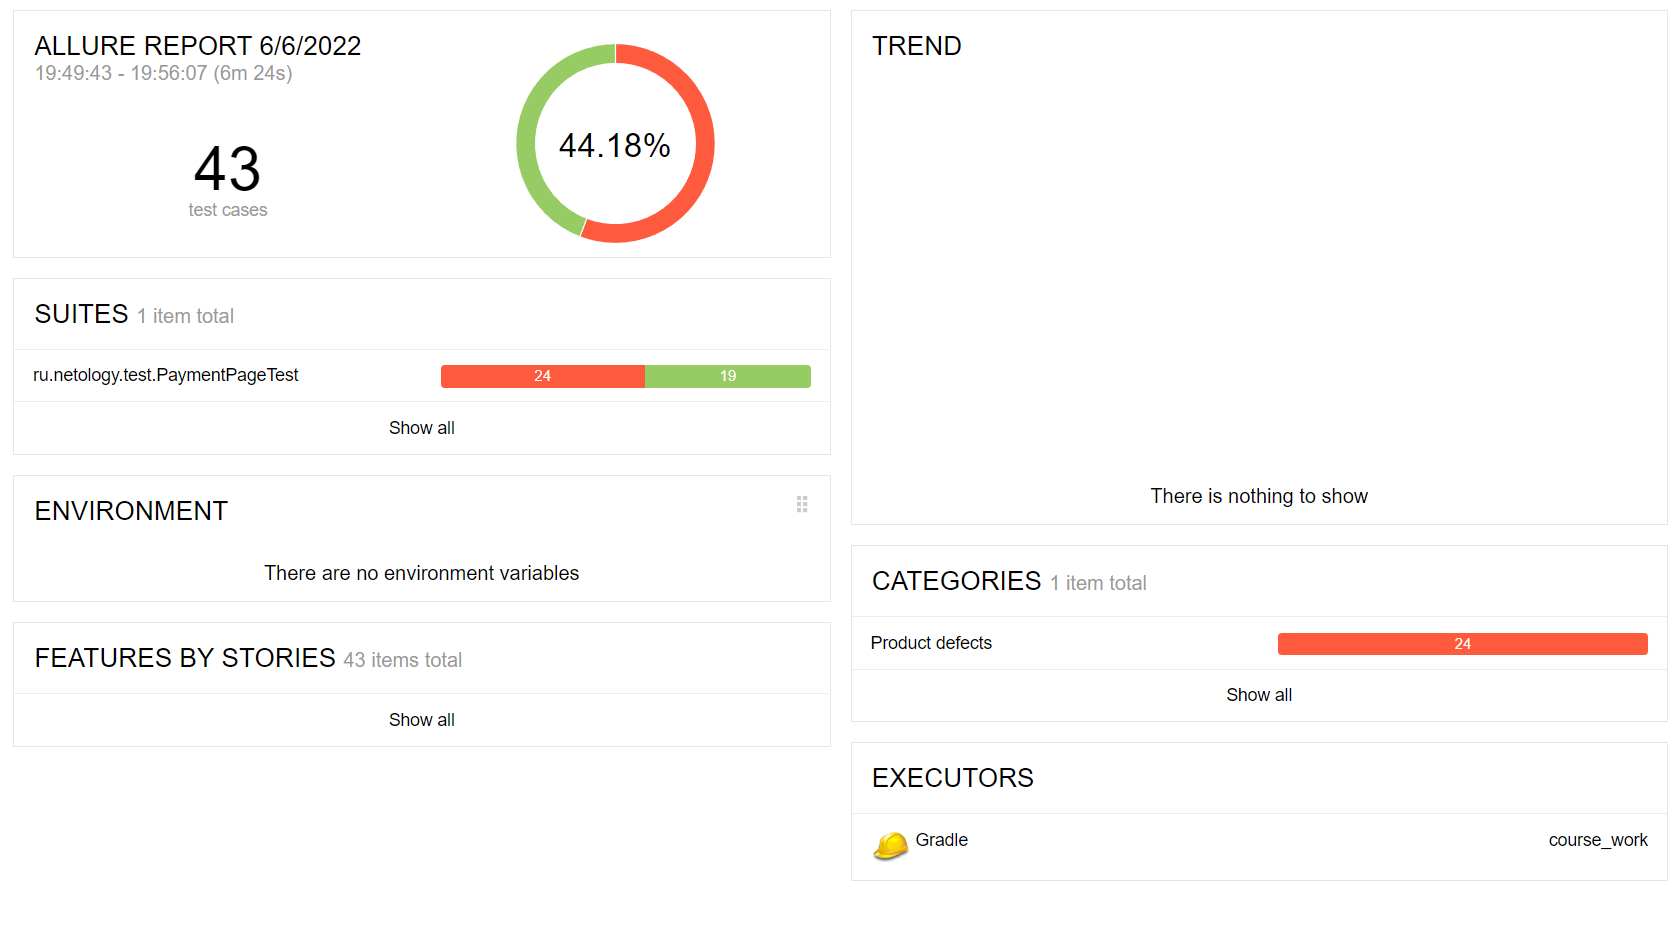 ALLURE REPORT 6/6/2022
19:49:43 - 19:56:07 (6m 24s)
43
test cases
44.18%
SUITES 1 item total
ru.netology.test.PaymentPageTest 24 19
Show all
ENVIRONMENT
There are no environment variables
FEATURES BY STORIES 43 items total
Show all
TREND
There is nothing to show
CATEGORIES 1 item total
Product defects 24
Show all
EXECUTORS
Gradle course_work